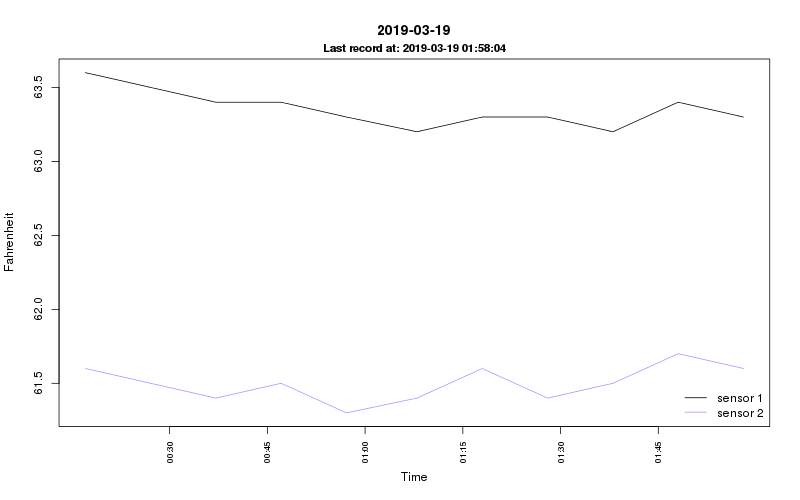 2019-03-19
Last record at: 2019-03-19 01:58:04
Fahrenheit
63.5
63.0
62.5
62.0
61.5
sensor 1
sensor 2
00:30 00:45 01:00 01:15 01:30 01:45
Time